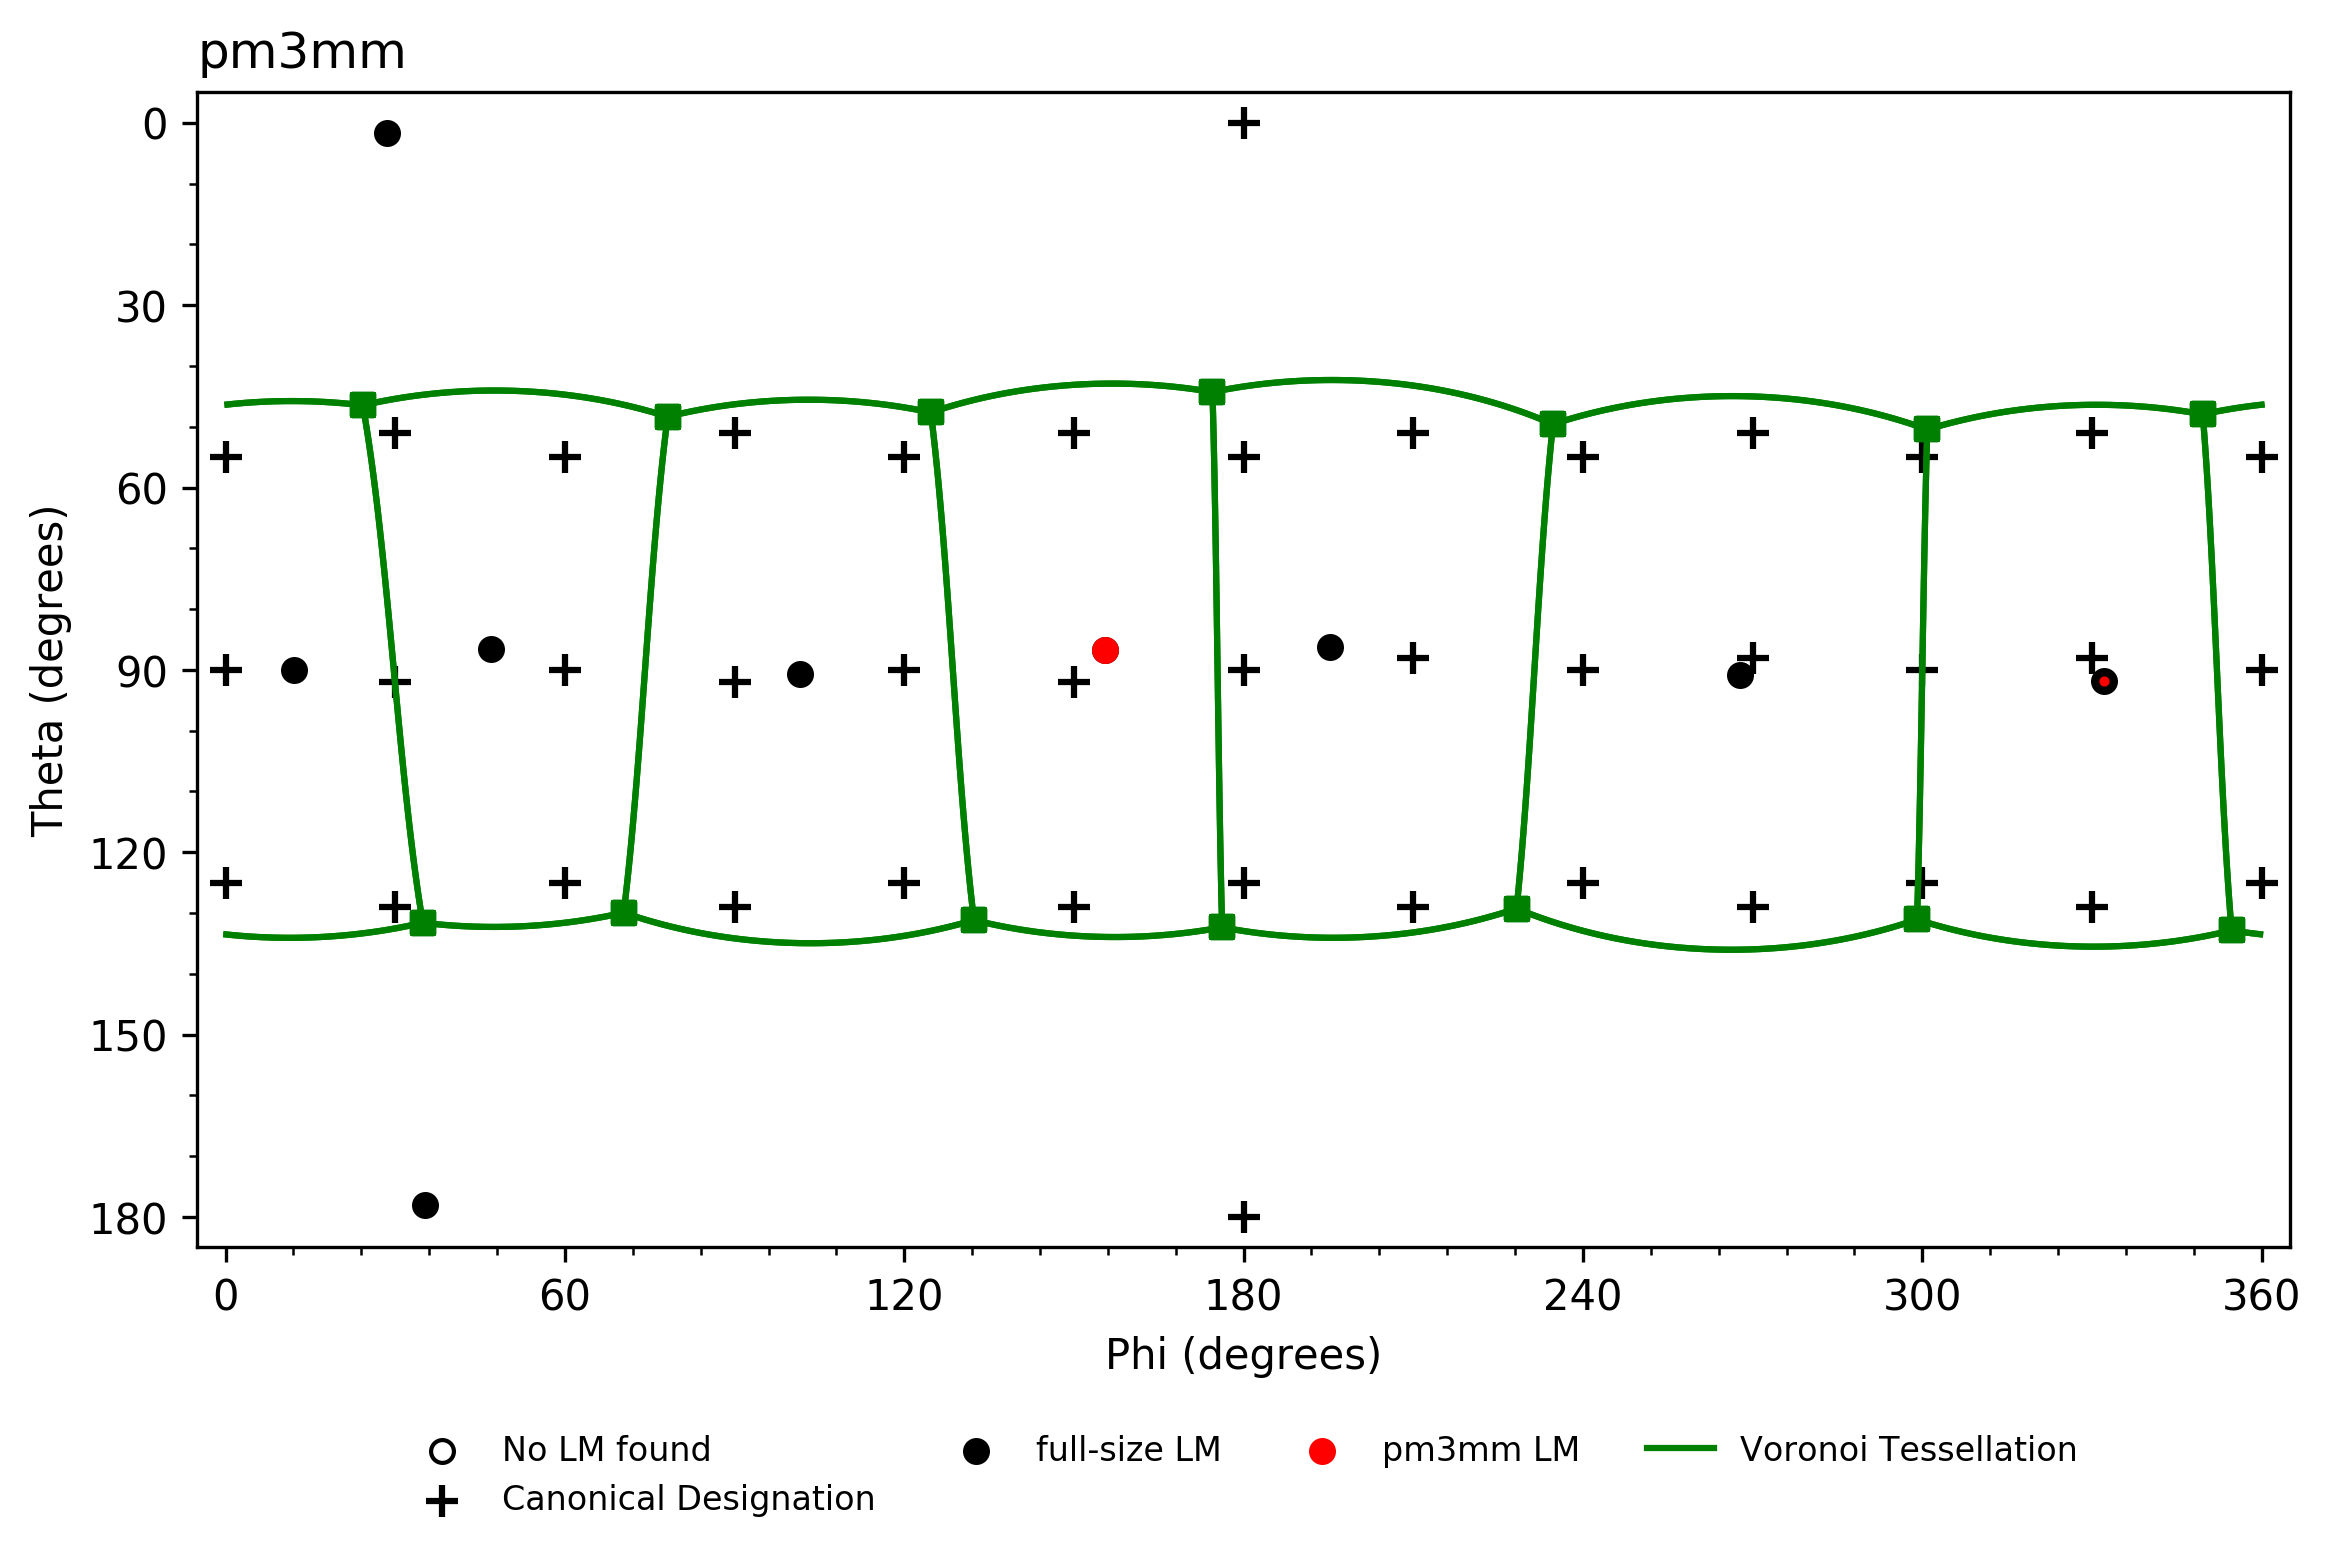 pm3mm
0
30
60
90
120
150
180
Theta (degrees)
0 60 120 180 240 300 360
Phi (degrees)
No LM found full-size LM pm3mm LM Voronoi Tessellation
Canonical Designation